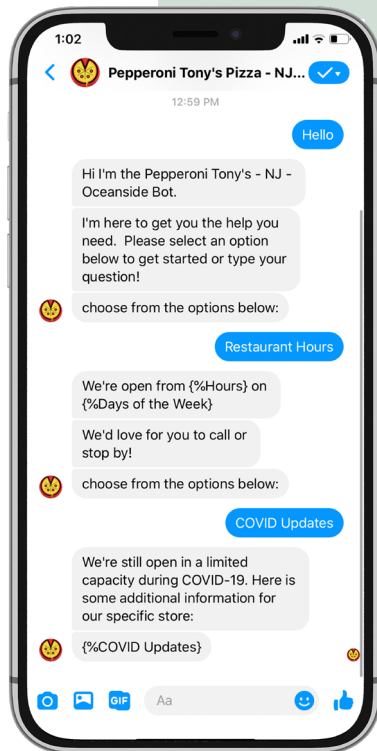 1:02
Pepperoni Tony's Pizza - NJ...
12:59 PM
Hello
Hi I'm the Pepperoni Tony's - NJ -
Oceanside Bot.
I'm here to get you the help you
need. Please select an option
below to get started or type your
question!
choose from the options below:
Restaurant Hours
We're open from {%Hours} on
{%Days of the Week}
We'd love for you to call or
stop by!
choose from the options below:
COVID Updates
We're still open in a limited
capacity during COVID-19. Here is
some additional information for
our specific store:
{%COVID Updates}
GIF
Aa